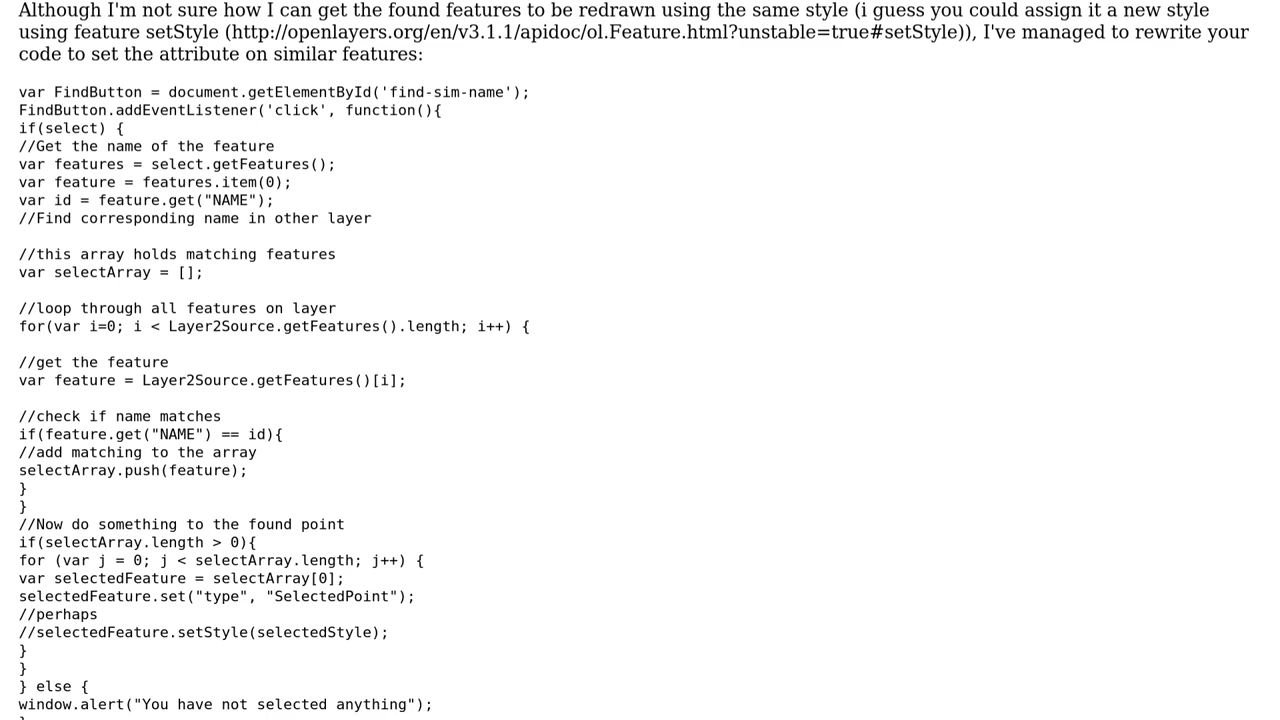 Although I'm not sure how I can get the found features to be redrawn using the same style (i guess you could assign it a new style
using feature setStyle (http://openlayers.org/en/v3.1.1/apidoc/ol.Feature.html?unstable=true#setStyle)), I've managed to rewrite your
code to set the attribute on similar features:
var FindButton = document.getElementById('find-sim-name');
FindButton.addEventListener('click', function(){
if(select) {
//Get the name of the feature
var features = select.getFeatures();
var feature = features.item(0);
var id = feature.get("NAME");
//Find corresponding name in other layer
//this array holds matching features
var selectArray = [];
//loop through all features on layer
for(var i=0; i < Layer2Source.getFeatures().length; i++) {
//get the feature
var feature = Layer2Source.getFeatures()[i];
//check if name matches
if(feature.get("NAME") == id){
//add matching to the array
selectArray.push(feature);
}
}
//Now do something to the found point
if(selectArray.length > 0){
for (var j = 0; j < selectArray.length; j++) {
var selectedFeature = selectArray[0];
selectedFeature.set("type", "SelectedPoint");
//perhaps
//selectedFeature.setStyle(selectedStyle);
}
}
} else {
window.alert("You have not selected anything");
}